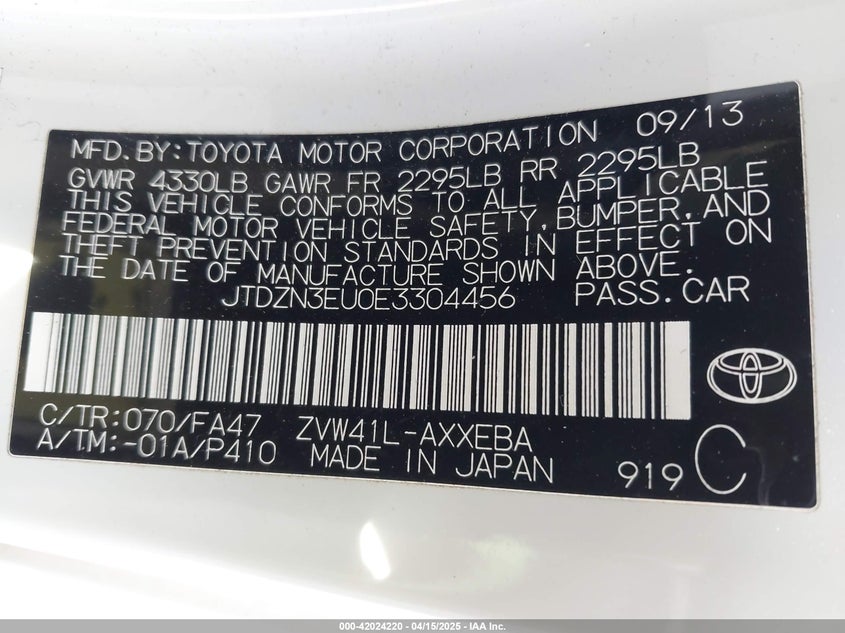 MFD.BY:TOYOTA MOTOR CORPORATION 09/13
GVWR 4330LB GAWR FR 2295LB RR 2295LB
THIS VEHICLE CONFORMS TO ALL APPLICABLE
FEDERAL MOTOR VEHICLE SAFETY,BUMPER,AND
THEFT PREVENTION STANDARDS IN EFFECT ON
THE DATE OF MANUFACTURE SHOWN ABOVE.
JTDZN3EU0E3304456 PASS.CAR
C/TR:070/FA47 ZVW41L-AXXEBA
A/TM:-01A/P410 MADE IN JAPAN 919 C
000-42024220 - 04/15/2025 - IAA Inc.